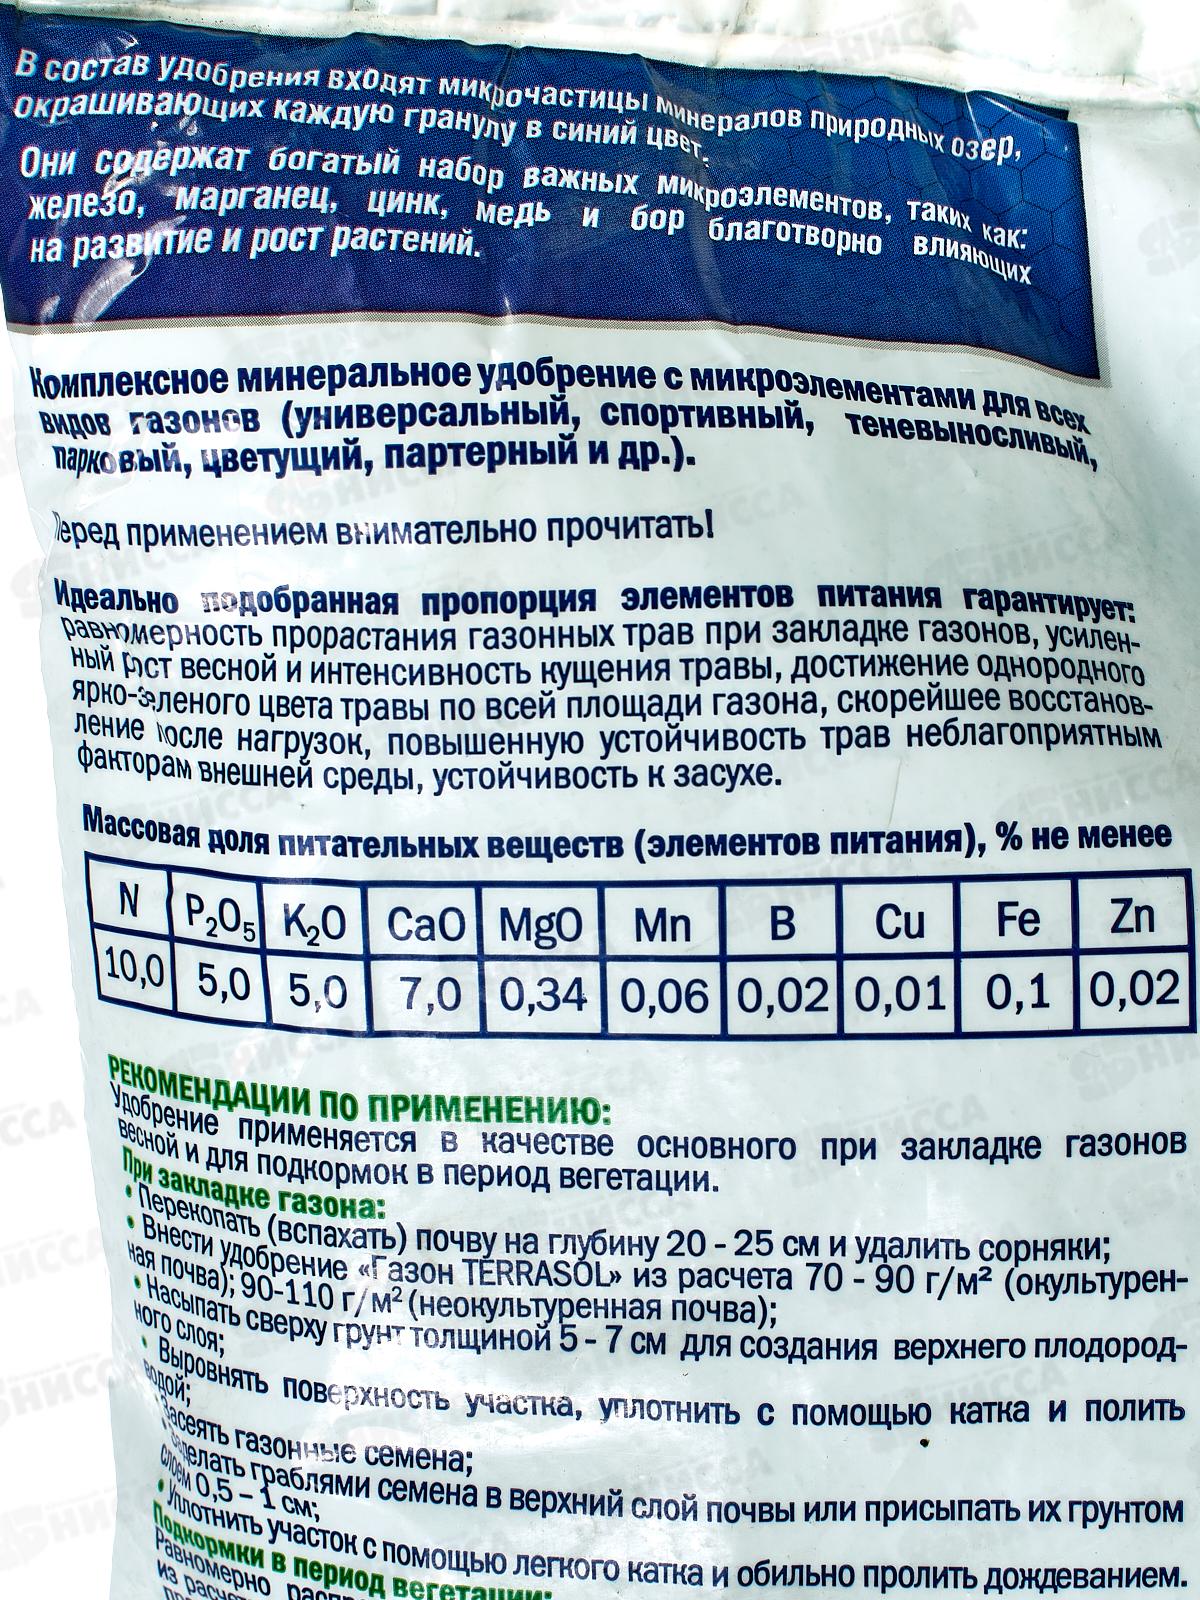 В состав удобрения входят микрочастицы минералов природных озер,
окрашивающих каждую гранулу в синий цвет.
Они содержат богатый набор важных микроэлементов, таких как:
железо, марганец, цинк, медь и бор благотворно влияющих
на развитие и рост растений.
Комплексное минеральное удобрение с микроэлементами для всех
видов газонов (универсальный, спортивный, теневыносливый,
парковый, цветущий, партерный и др.).
Перед применением внимательно прочитать!
Идеально подобранная пропорция элементов питания гарантирует:
равномерность прорастания газонных трав при закладке газонов, усилен-
ный рост весной и интенсивность кущения травы, достижение однородного
ярко-зеленого цвета травы по всей площади газона, скорейшее восстанов-
ление после нагрузок, повышенную устойчивость трав неблагоприятным
факторам внешней среды, устойчивость к засухе.
Массовая доля питательных веществ (элементов питания), % не менее
N P₂O₅ K₂O CaO MgO Mn B Cu Fe Zn
10,0 5,0 5,0 7,0 0,34 0,06 0,02 0,01 0,1 0,02
РЕКОМЕНДАЦИИ ПО ПРИМЕНЕНИЮ:
Удобрение применяется в качестве основного при закладке газонов
весной и для подкормок в период вегетации.
При закладке газона:
• Перекопать (вспахать) почву на глубину 20 - 25 см и удалить сорняки;
• Внести удобрение «Газон TERRASOL» из расчета 70 - 90 г/м² (окультурен-
ная почва); 90-110 г/м² (неокультуренная почва);
• Насыпать сверху грунт толщиной 5 - 7 см для создания верхнего плодород-
ного слоя;
• Выровнять поверхность участка, уплотнить с помощью катка и полить
водой;
• Засеять газонные семена;
• Заделать граблями семена в верхний слой почвы или присыпать их грунтом
слоем 0,5 – 1 см;
• Уплотнить участок с помощью легкого катка и обильно пролить дождеванием.
Подкормки в период вегетации:
Равномерно
из